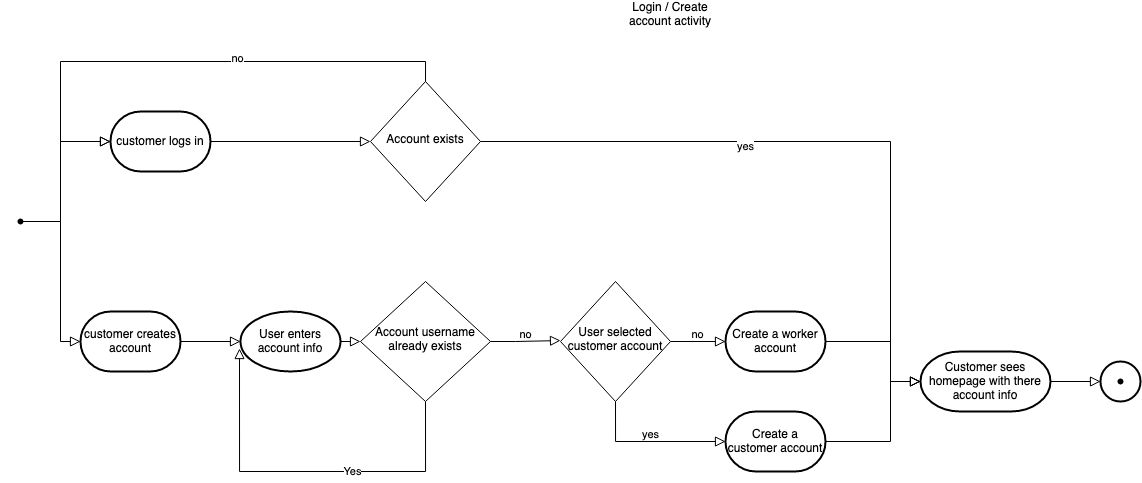 Login / Create
account activity
no
customer logs in
Account exists
yes
customer creates
account
User enters
account info
Account username
already exists
no
User selected
customer account
no
Create a worker
account
Customer sees
homepage with there
account info
yes
Create a
customer account
Yes